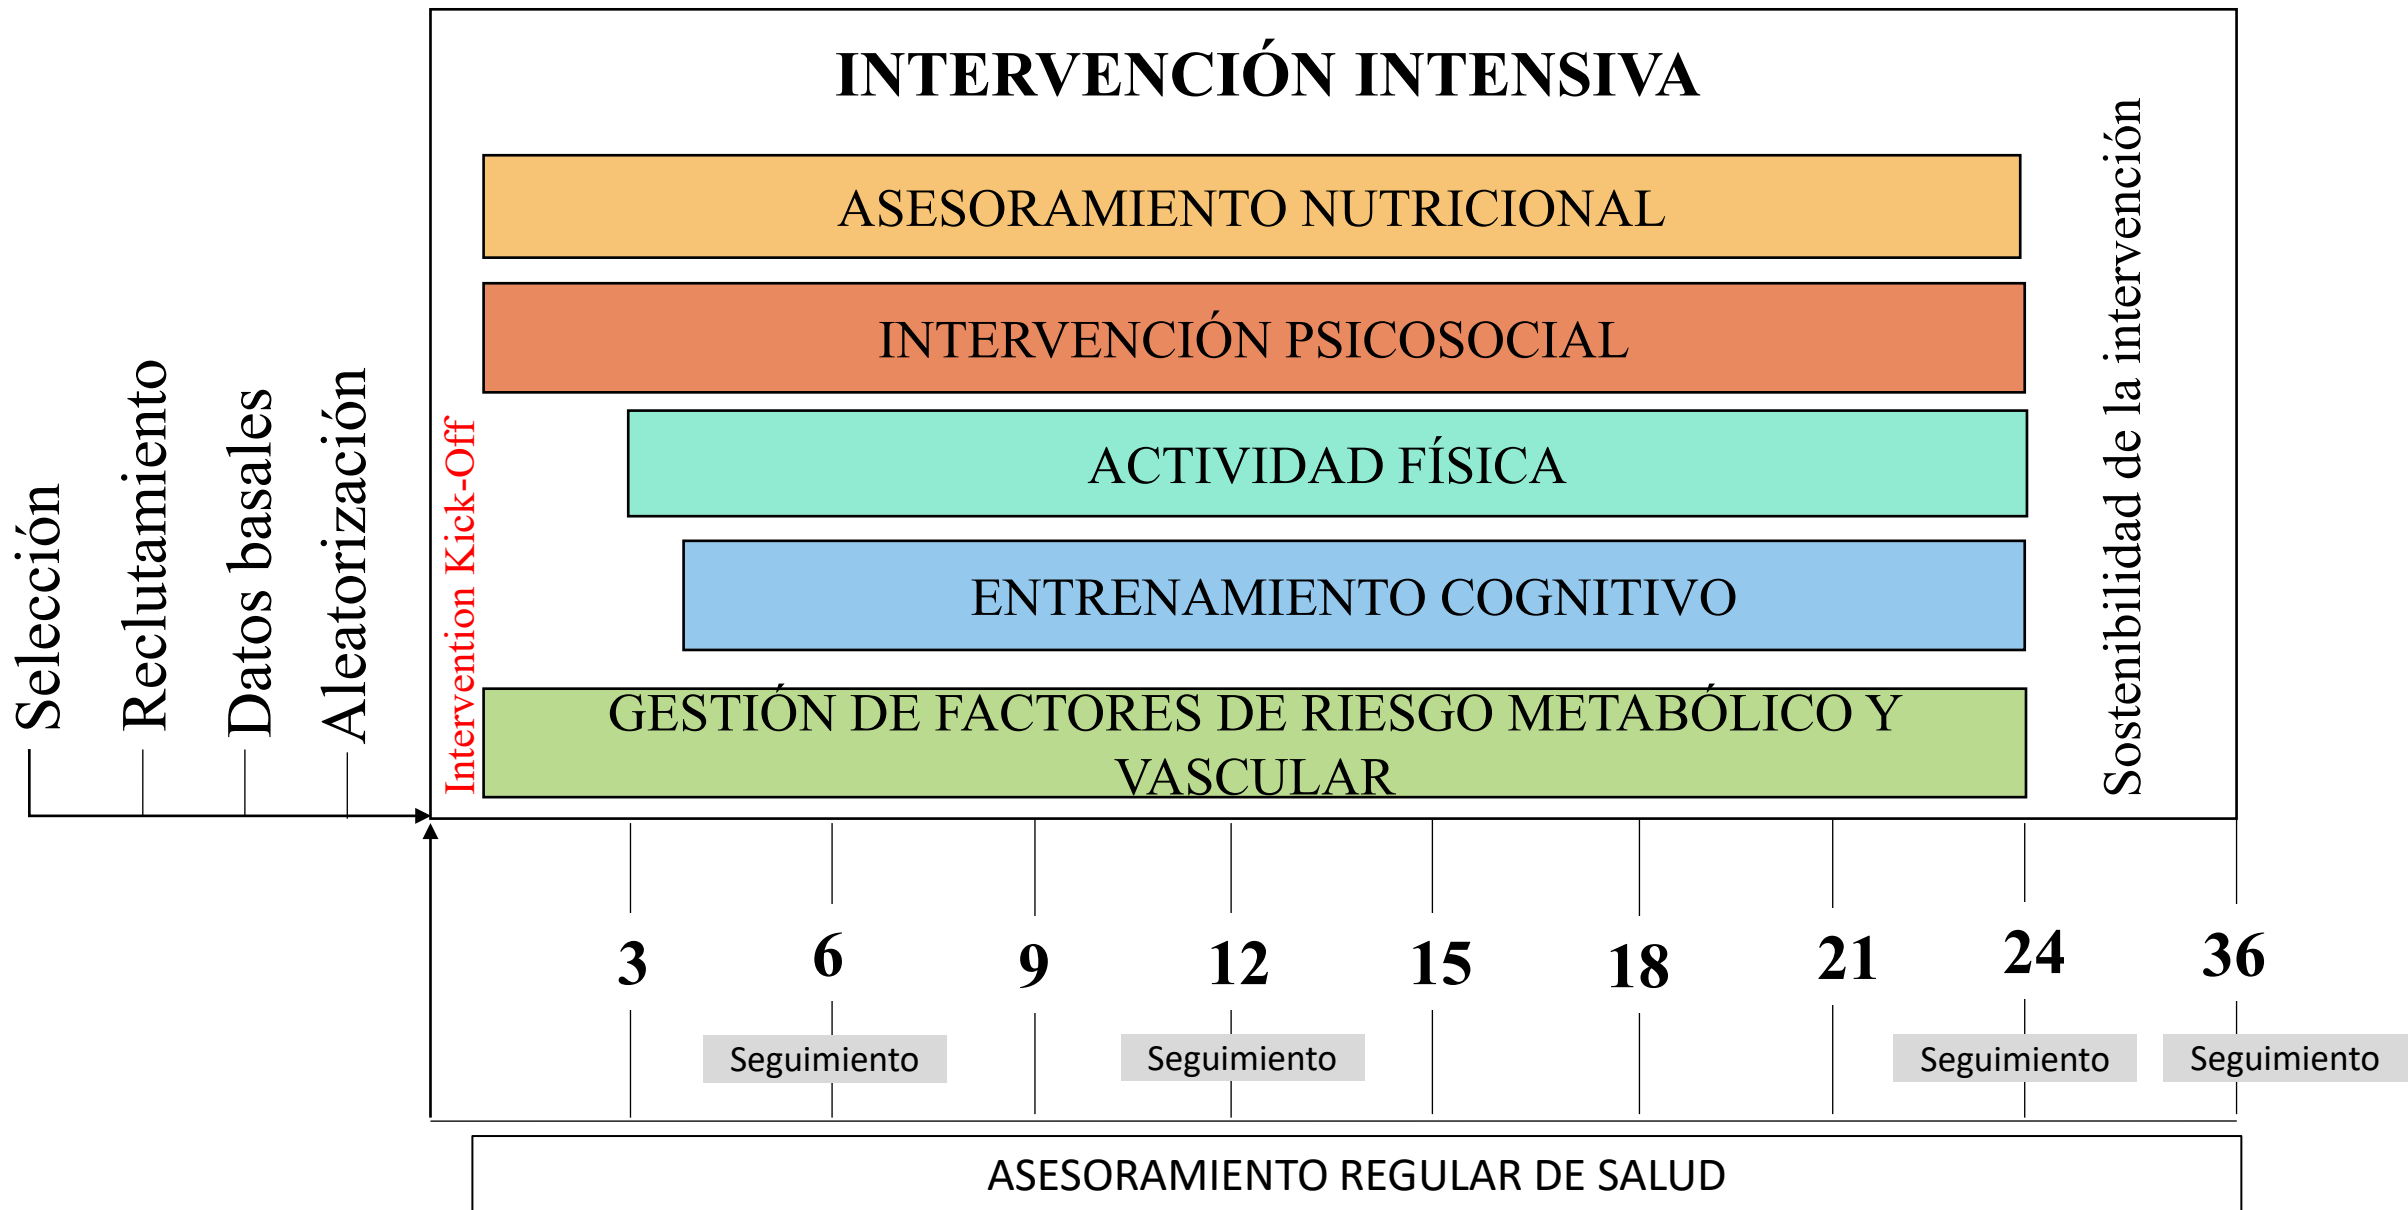 INTERVENCIÓN INTENSIVA
ASESORAMIENTO NUTRICIONAL
INTERVENCIÓN PSICOSOCIAL
ACTIVIDAD FÍSICA
ENTRENAMIENTO COGNITIVO
GESTIÓN DE FACTORES DE RIESGO METABÓLICO Y
VASCULAR
Selección
Reclutamiento
Datos basales
Aleatorización
Intervention Kick-Off
Sostenibilidad de la intervención
3 6 9 12 15 18 21 24 36
Seguimiento Seguimiento Seguimiento Seguimiento
ASESORAMIENTO REGULAR DE SALUD